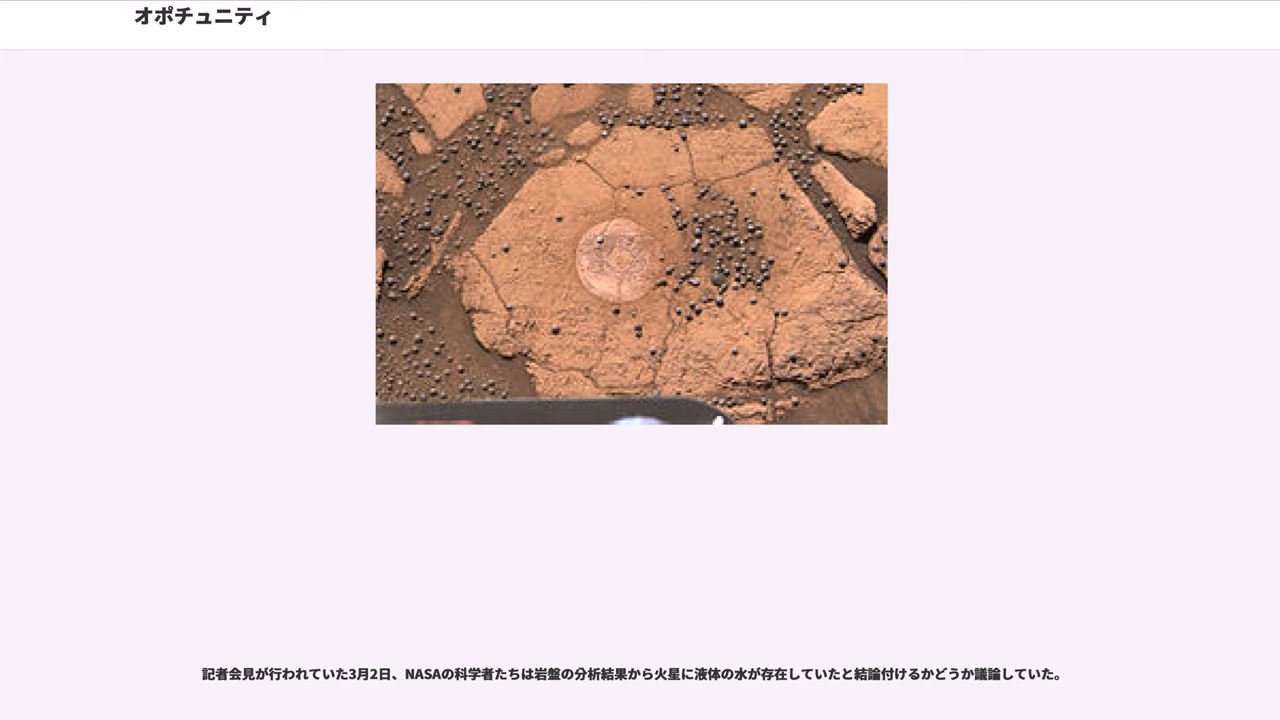 オポチュニティ
記者会見が行われていた3月2日、NASAの科学者たちは岩盤の分析結果から火星に液体の水が存在していたと結論付けるかどうか議論していた。